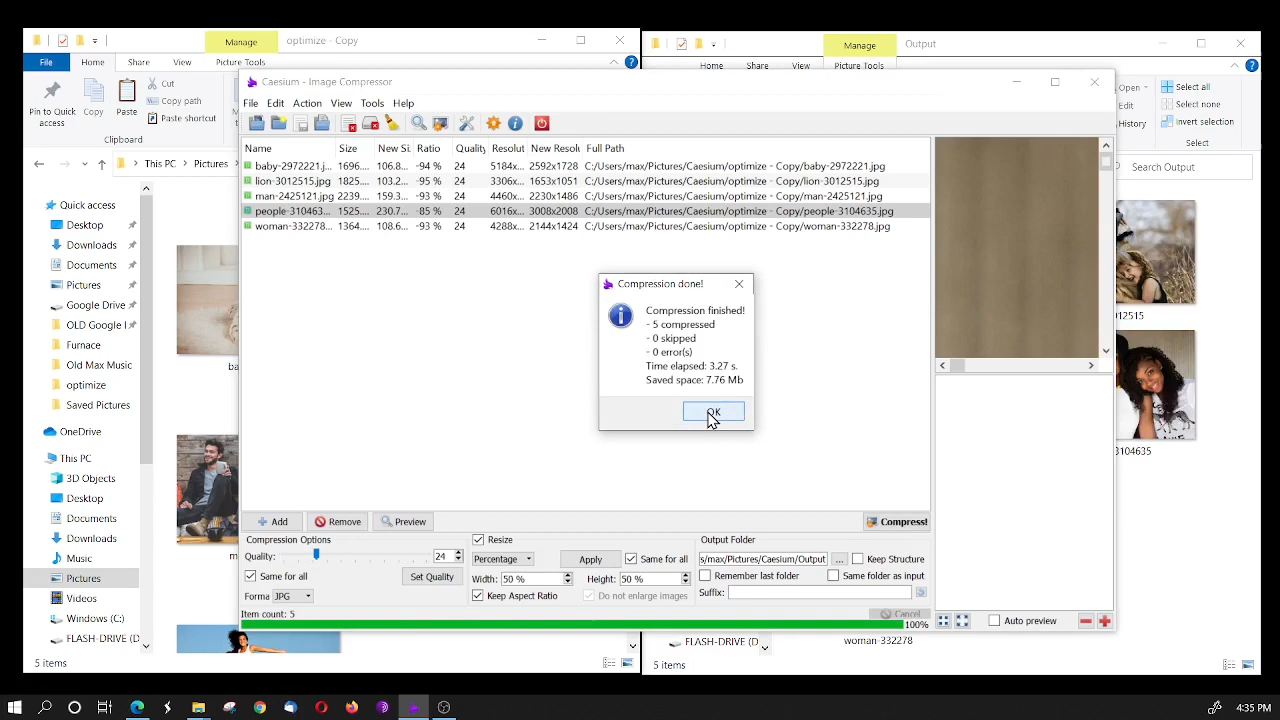 Manage
optimize - Copy
File
Home
Share
View
Picture Tools
Pin to Quick access
Copy
Paste
Cut
Copy path
Paste shortcut
Clipboard
This PC
Pictures
Quick access
Desktop
Downloads
Documents
Pictures
Google Drive
OLD Google
Furnace
Old Max Music
optimize
Saved Pictures
OneDrive
This PC
3D Objects
Desktop
Documents
Downloads
Music
Pictures
Videos
Windows (C:)
FLASH-DRIVE (D
5 items
Manage
Output
Home
Share
View
Picture Tools
Open
Edit
Select all
Select none
Invert selection
Select
Search Output
012515
3104635
FLASH-DRIVE (D
woman-332278
5 items
Caesium - Image Compressor
File Edit Action View Tools Help
Name Size New Si. Ratio Quality Resolut New Resolu Full Path
baby-2972221.j... 1696.... 106.8... -94 % 24 5184x... 2592x1728 C:/Users/max/Pictures/Caesium/optimize - Copy/baby-2972221.jpg
lion-3012515.jpg 1825.... 103.2... -95 % 24 3306x... 1653x1051 C:/Users/max/Pictures/Caesium/optimize - Copy/lion-3012515.jpg
man-2425121.jpg 2239.... 159.3... -93 % 24 4460x... 2230x1486 C:/Users/max/Pictures/Caesium/optimize - Copy/man-2425121.jpg
people-310463... 1525.... 230.7... -85 % 24 6016x... 3008x2008 C:/Users/max/Pictures/Caesium/optimize - Copy/people-3104635.jpg
woman-332278... 1364.... 108.6... -93 % 24 4288x... 2144x1424 C:/Users/max/Pictures/Caesium/optimize - Copy/woman-332278.jpg
Compression done!
Compression finished!
- 5 compressed
- 0 skipped
- 0 error(s)
Time elapsed: 3.27 s.
Saved space: 7.76 Mb
OK
Add
Remove
Preview
Compress!
Compression Options
Quality:
24
Same for all
Set Quality
Forma JPG
Resize
Percentage
Apply
Same for all
Width: 50 %
Height: 50 %
Keep Aspect Ratio
Do not enlarge images
Output Folder
s/max/Pictures/Caesium/Output
...
Keep Structure
Remember last folder
Same folder as input
Suffix:
Item count: 5
Cancel
100%
Auto preview
4:35 PM